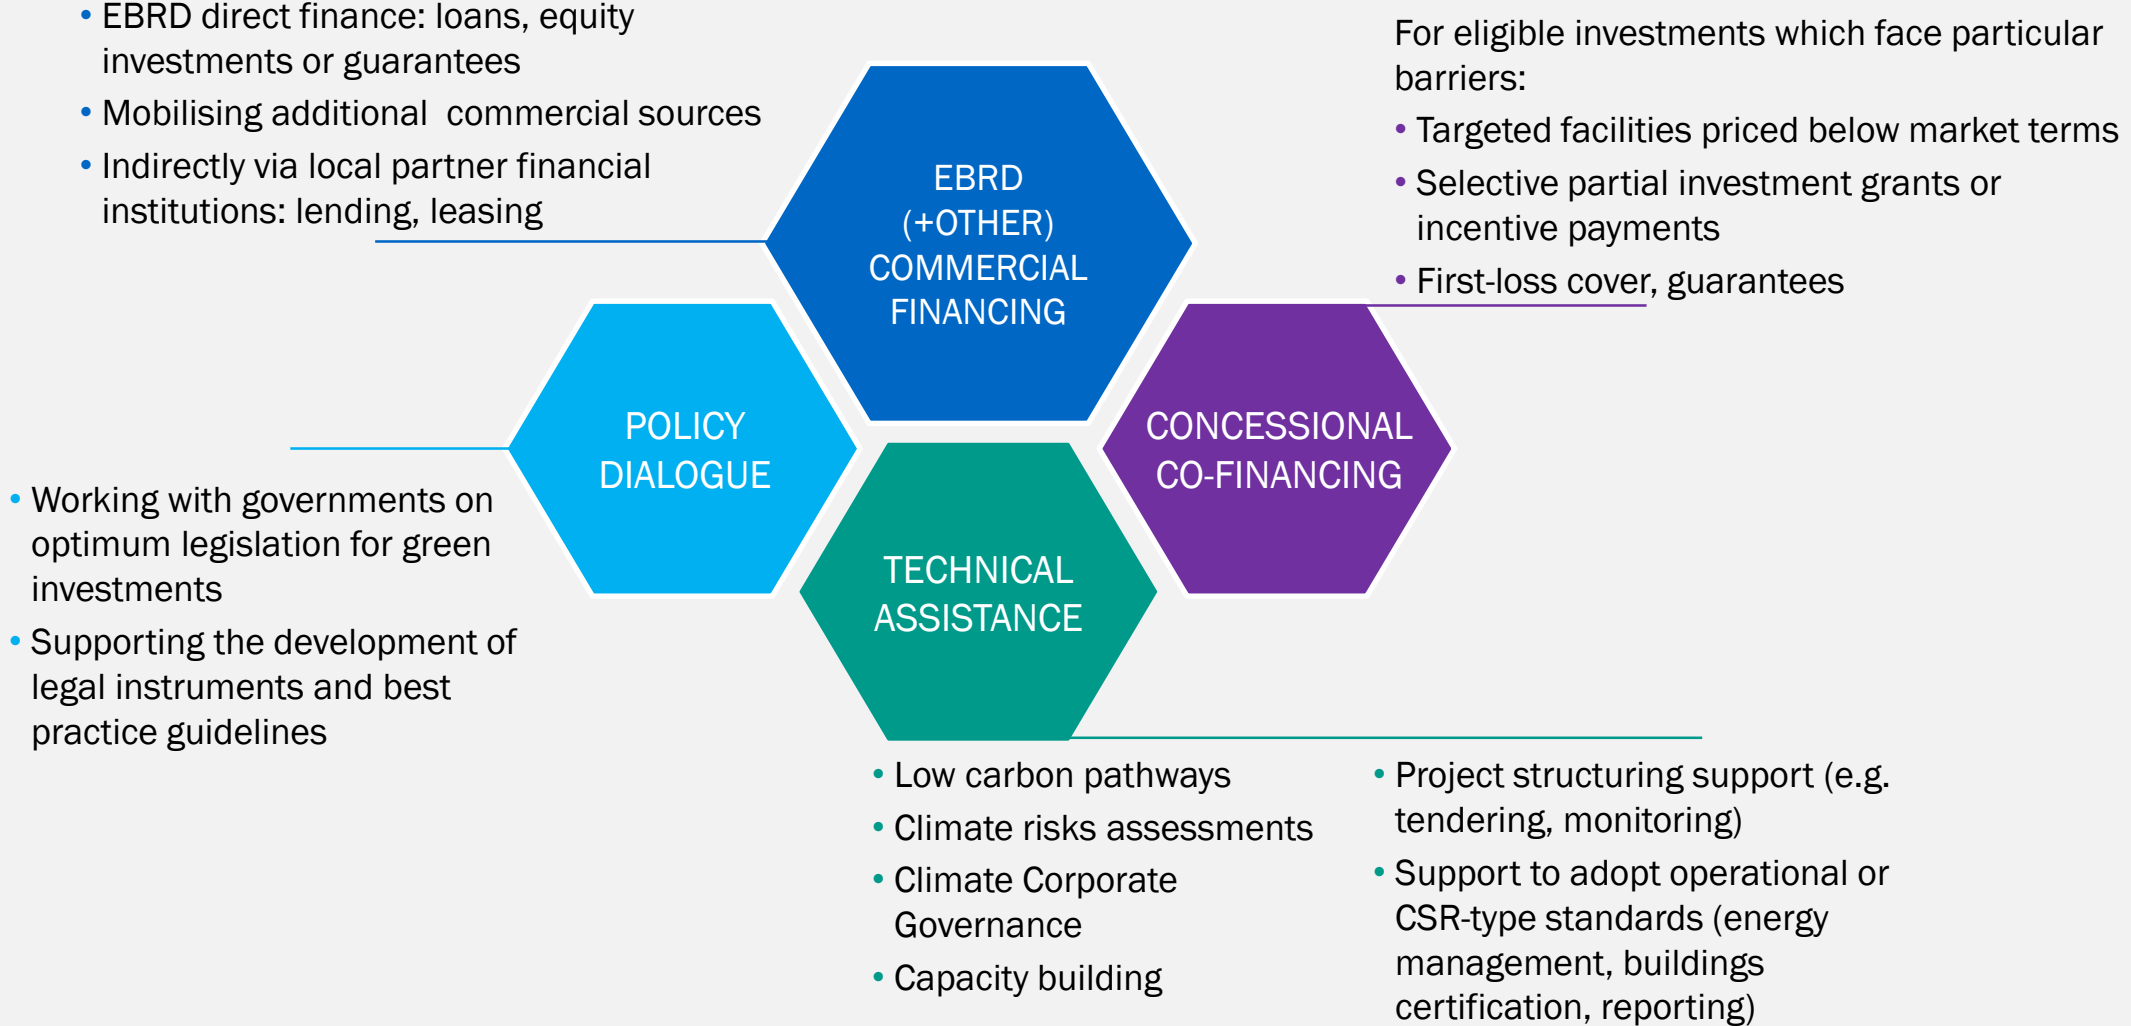 • EBRD direct finance: loans, equity
investments or guarantees
• Mobilising additional commercial sources
• Indirectly via local partner financial
institutions: lending, leasing
EBRD
(+OTHER)
COMMERCIAL
FINANCING
For eligible investments which face particular
barriers:
• Targeted facilities priced below market terms
• Selective partial investment grants or
incentive payments
• First-loss cover, guarantees
POLICY
DIALOGUE
CONCESSIONAL
CO-FINANCING
• Working with governments on
optimum legislation for green
investments
• Supporting the development of
legal instruments and best
practice guidelines
TECHNICAL
ASSISTANCE
• Low carbon pathways
• Climate risks assessments
• Climate Corporate
Governance
• Capacity building
• Project structuring support (e.g.
tendering, monitoring)
• Support to adopt operational or
CSR-type standards (energy
management, buildings
certification, reporting)